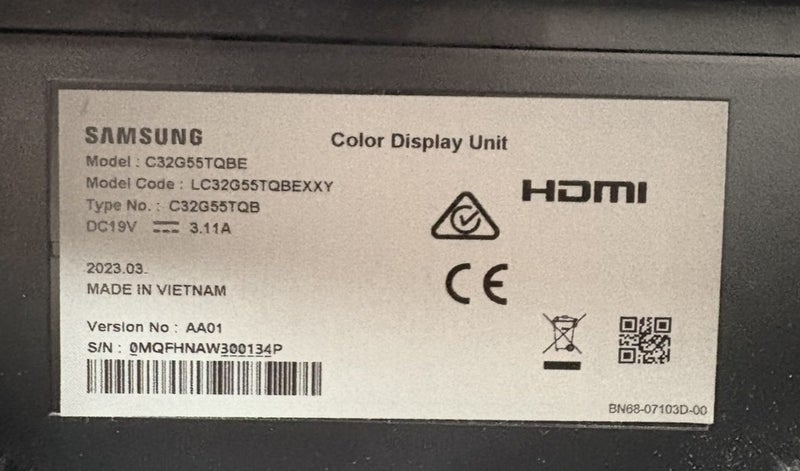 SAMSUNG
Color Display Unit
Model : C32G55TQBE
Model Code : LC32G55TQBEXXY
Type No. : C32G55TQB
DC19V ⎓ 3.11A
HDMI
CE
2023.03.
MADE IN VIETNAM
Version No : AA01
S/N : 0MQFHNAW300134P
BN68-07103D-00